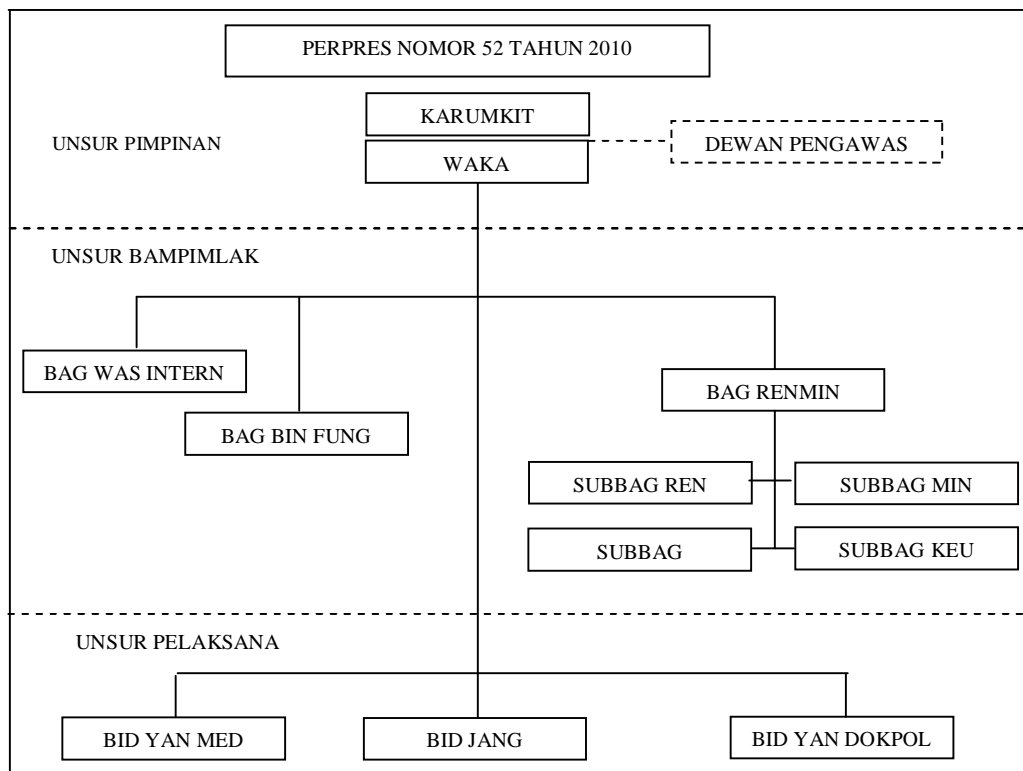 PERPRES NOMOR 52 TAHUN 2010
KARUMKIT
UNSUR PIMPINAN
DEWAN PENGAWAS
WAKA
UNSUR BAMPIMLAK
BAG WAS INTERN
BAG RENMIN
BAG BIN FUNG
SUBBAG REN
SUBBAG MIN
SUBBAG
SUBBAG KEU
UNSUR PELAKSANA
BID YAN MED
BID JANG
BID YAN DOKPOL